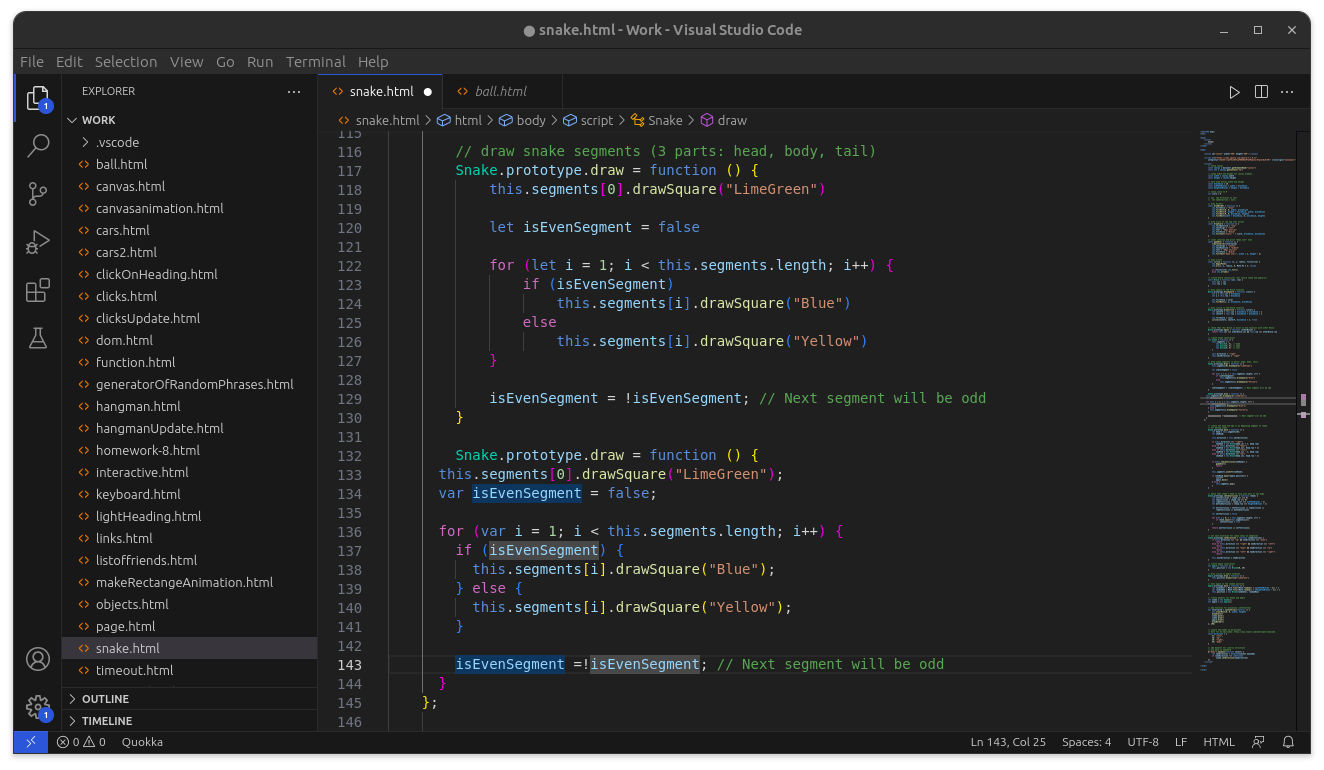 snake.html - Work - Visual Studio Code
File Edit Selection View Go Run Terminal Help
EXPLORER
WORK
.vscode
ball.html
canvas.html
canvasanimation.html
cars.html
cars2.html
clickOnHeading.html
clicks.html
clicksUpdate.html
dom.html
function.html
generatorOfRandomPhrases.html
hangman.html
hangmanUpdate.html
homework-8.html
interactive.html
keyboard.html
lightHeading.html
links.html
listoffriends.html
makeRectangeAnimation.html
objects.html
page.html
snake.html
timeout.html
OUTLINE
TIMELINE
1
1
snake.html ball.html
snake.html > html > body > script > Snake > draw
115
116 // draw snake segments (3 parts: head, body, tail)
117 Snake.prototype.draw = function () {
118 this.segments[0].drawSquare("LimeGreen")
119
120 let isEvenSegment = false
121
122 for (let i = 1; i < this.segments.length; i++) {
123 if (isEvenSegment)
124 this.segments[i].drawSquare("Blue")
125 else
126 this.segments[i].drawSquare("Yellow")
127 }
128
129 isEvenSegment = !isEvenSegment; // Next segment will be odd
130 }
131
132 Snake.prototype.draw = function () {
133 this.segments[0].drawSquare("LimeGreen");
134 var isEvenSegment = false;
135
136 for (var i = 1; i < this.segments.length; i++) {
137 if (isEvenSegment) {
138 this.segments[i].drawSquare("Blue");
139 } else {
140 this.segments[i].drawSquare("Yellow");
141 }
142
143 isEvenSegment =!isEvenSegment; // Next segment will be odd
144 }
145 };
146
0 0 Quokka Ln 143, Col 25 Spaces: 4 UTF-8 LF HTML